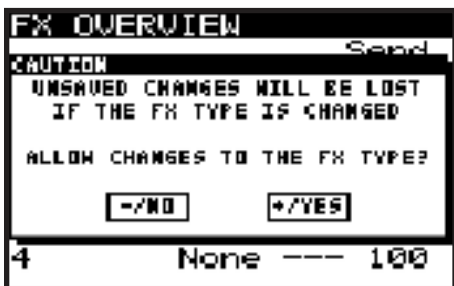 FX OVERVIEW
Send
CAUTION
UNSAVED CHANGES WILL BE LOST
IF THE FX TYPE IS CHANGED
ALLOW CHANGES TO THE FX TYPE?
-/NO +/YES
4 None --- 100